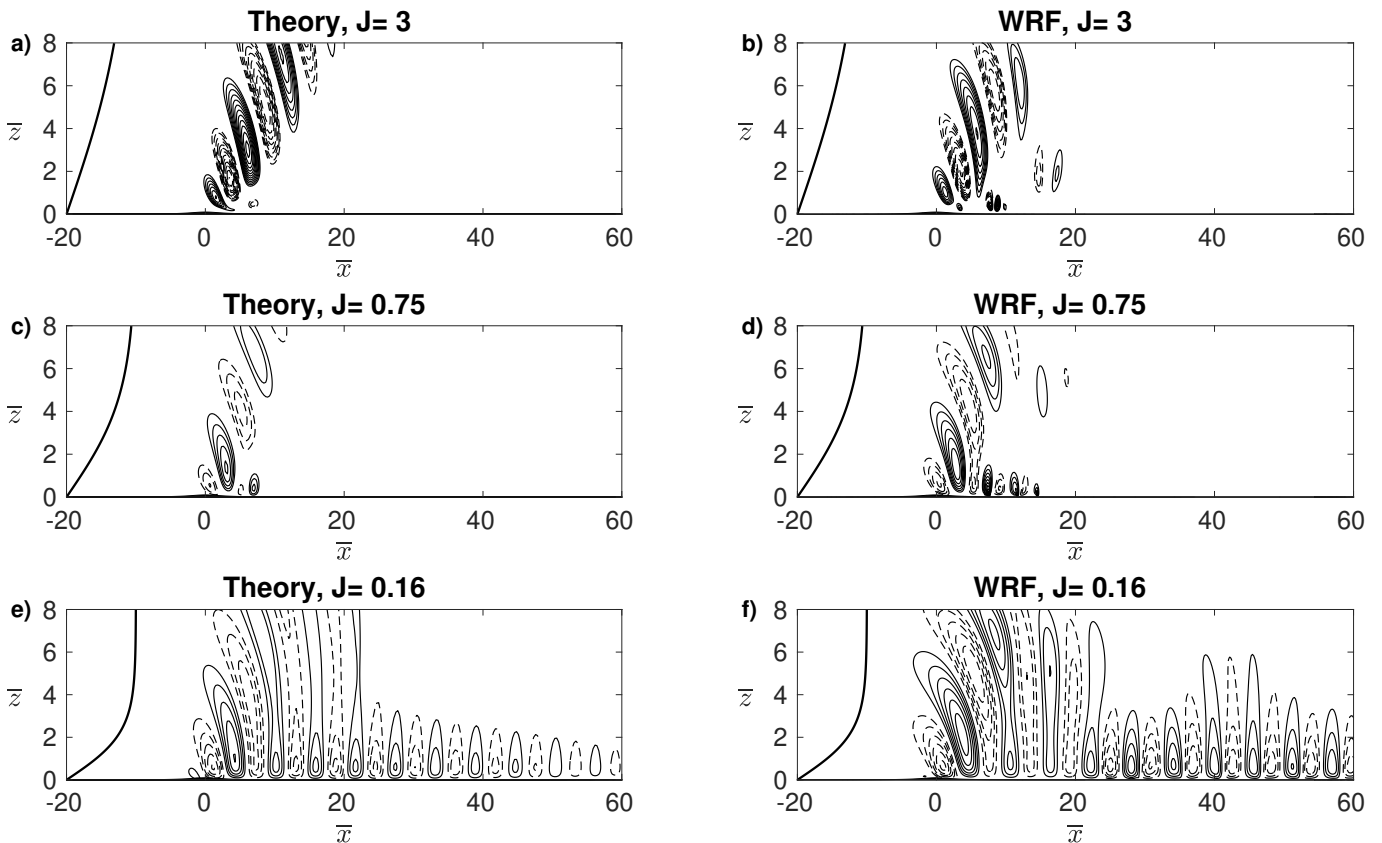 Theory, J= 3
a)
8
6
4
2
0
z̅
-20 0 20 40 60
x̅
WRF, J= 3
b)
8
6
4
2
0
z̅
-20 0 20 40 60
x̅
Theory, J= 0.75
c)
8
6
4
2
0
z̅
-20 0 20 40 60
x̅
WRF, J= 0.75
d)
8
6
4
2
0
z̅
-20 0 20 40 60
x̅
Theory, J= 0.16
e)
8
6
4
2
0
z̅
-20 0 20 40 60
x̅
WRF, J= 0.16
f)
8
6
4
2
0
z̅
-20 0 20 40 60
x̅